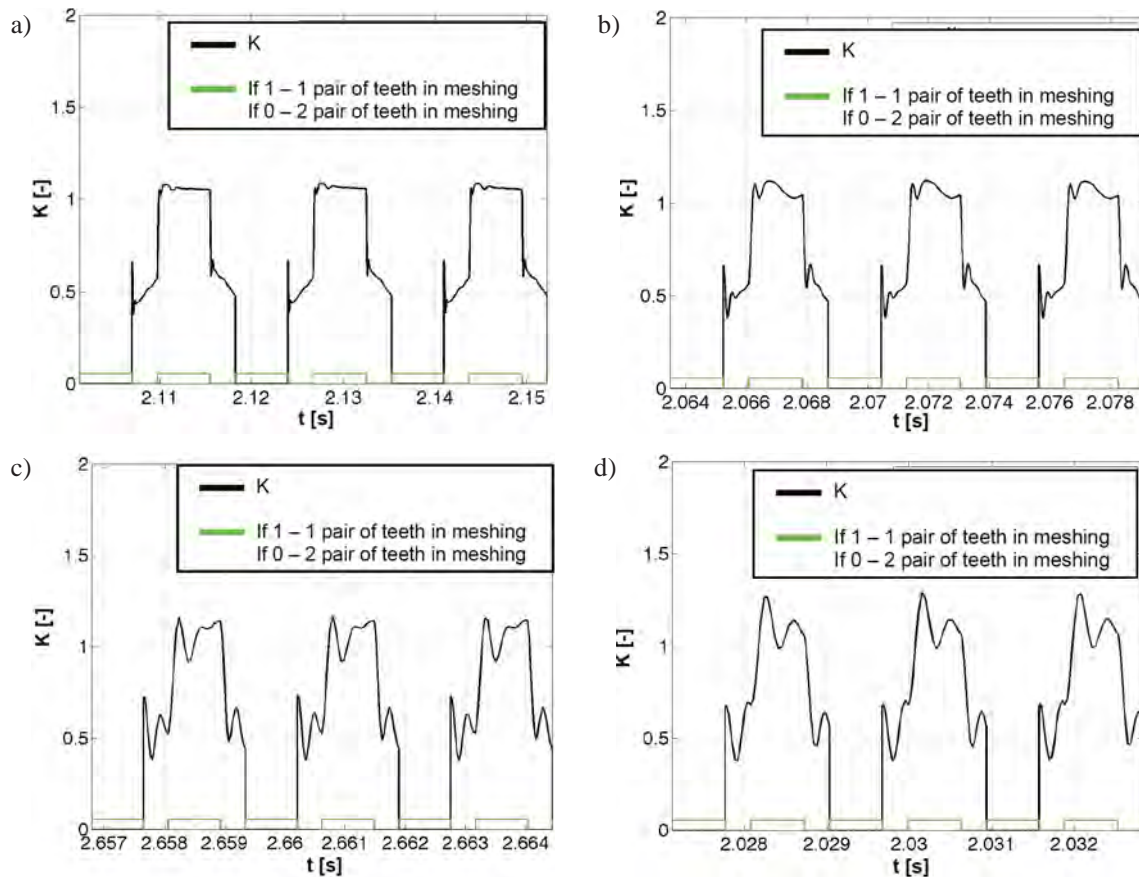 a)
2
K
If 1 – 1 pair of teeth in meshing
If 0 – 2 pair of teeth in meshing
1.5
K [-]
1
0.5
0
2.11 2.12 2.13 2.14 2.15
t [s]
b)
2
K
If 1 – 1 pair of teeth in meshing
If 0 – 2 pair of teeth in meshing
1.5
K [-]
1
0.5
0
2.064 2.066 2.068 2.07 2.072 2.074 2.076 2.078
t [s]
c)
2
K
If 1 – 1 pair of teeth in meshing
If 0 – 2 pair of teeth in meshing
1.5
K [-]
1
0.5
0
2.657 2.658 2.659 2.66 2.661 2.662 2.663 2.664
t [s]
d)
2
K
If 1 – 1 pair of teeth in meshing
If 0 – 2 pair of teeth in meshing
1.5
K [-]
1
0.5
0
2.028 2.029 2.03 2.031 2.032
t [s]